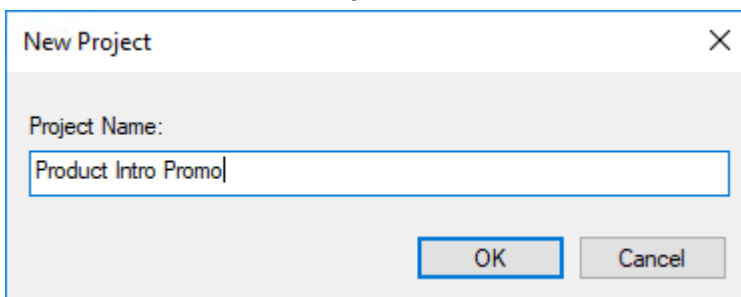 New Project
Project Name:
Product Intro Promo
OK Cancel